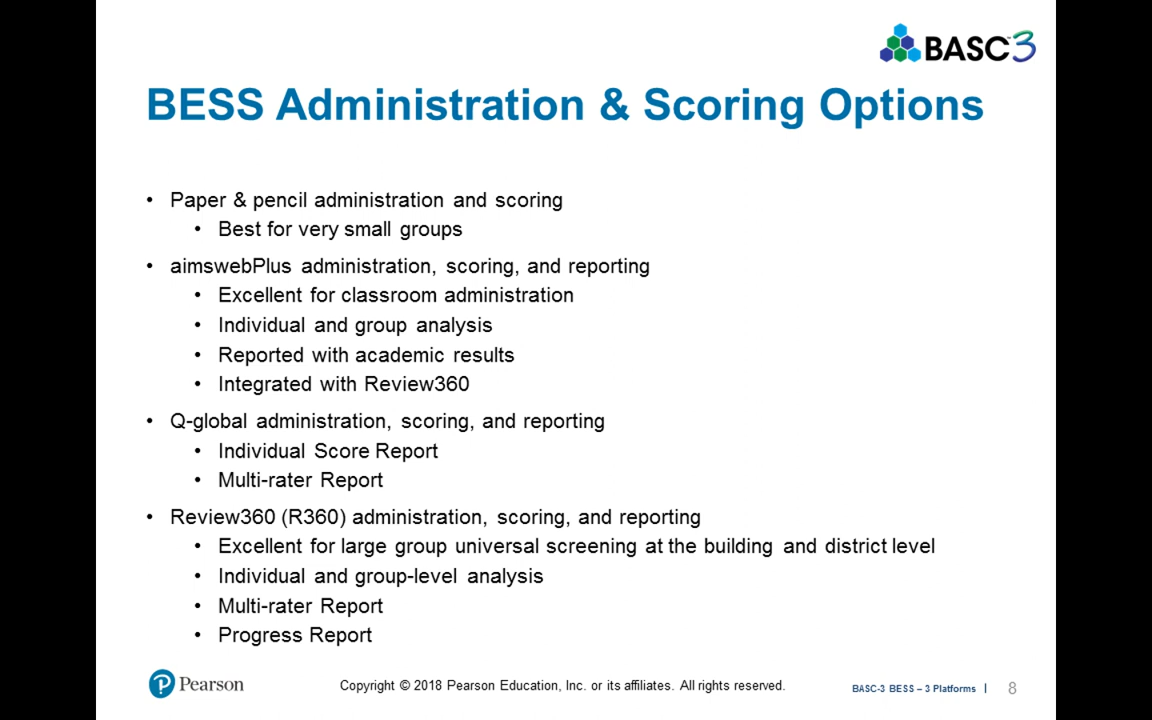 BASC 3
BESS Administration & Scoring Options
• Paper & pencil administration and scoring
• Best for very small groups
• aimswebPlus administration, scoring, and reporting
• Excellent for classroom administration
• Individual and group analysis
• Reported with academic results
• Integrated with Review360
• Q-global administration, scoring, and reporting
• Individual Score Report
• Multi-rater Report
• Review360 (R360) administration, scoring, and reporting
• Excellent for large group universal screening at the building and district level
• Individual and group-level analysis
• Multi-rater Report
• Progress Report
P Pearson
Copyright © 2018 Pearson Education, Inc. or its affiliates. All rights reserved.
BASC-3 BESS – 3 Platforms | 8